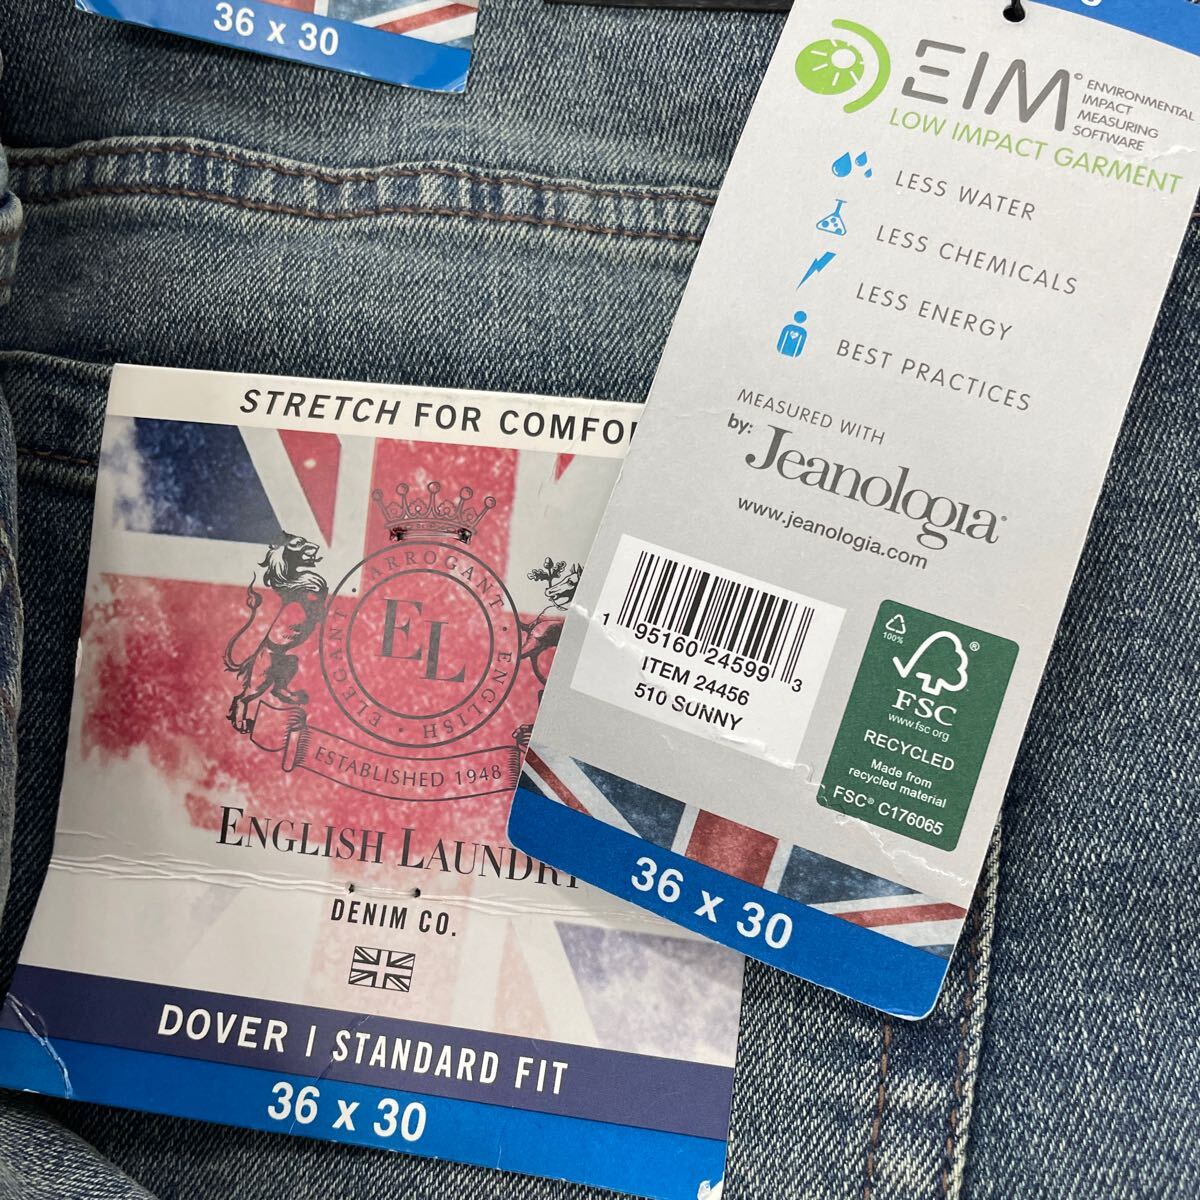 36 x 30
EIM©
ENVIRONMENTAL
IMPACT
MEASURING
SOFTWARE
LOW IMPACT GARMENT
LESS WATER
LESS CHEMICALS
LESS ENERGY
BEST PRACTICES
MEASURED WITH
by:
Jeanologia
www.jeanologia.com
1 95160 24599 3
ITEM 24456
510 SUNNY
100%
®
FSC
www.fsc.org
RECYCLED
Made from
recycled material
FSC® C176065
36 x 30
STRETCH FOR COMFO
ARROGANT · ENGLISH · ELEGANT ·
EL
ESTABLISHED 1948
ENGLISH LAUNDRY
DENIM CO.
DOVER | STANDARD FIT
36 x 30